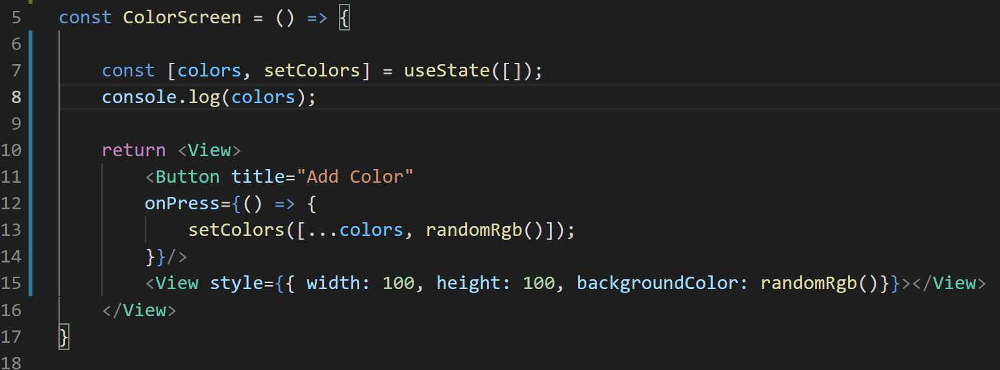 5 const ColorScreen = () => {
6
7 const [colors, setColors] = useState([]);
8 console.log(colors);
9
10 return <View>
11 <Button title="Add Color"
12 onPress={() => {
13 setColors([...colors, randomRgb()]);
14 }}/>
15 <View style={{ width: 100, height: 100, backgroundColor: randomRgb()}}></View>
16 </View>
17 }
18